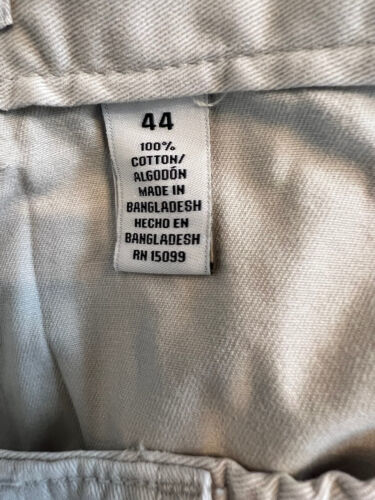 44
100%
COTTON/
ALGODÓN
MADE IN
BANGLADESH
HECHO EN
BANGLADESH
RN 15099